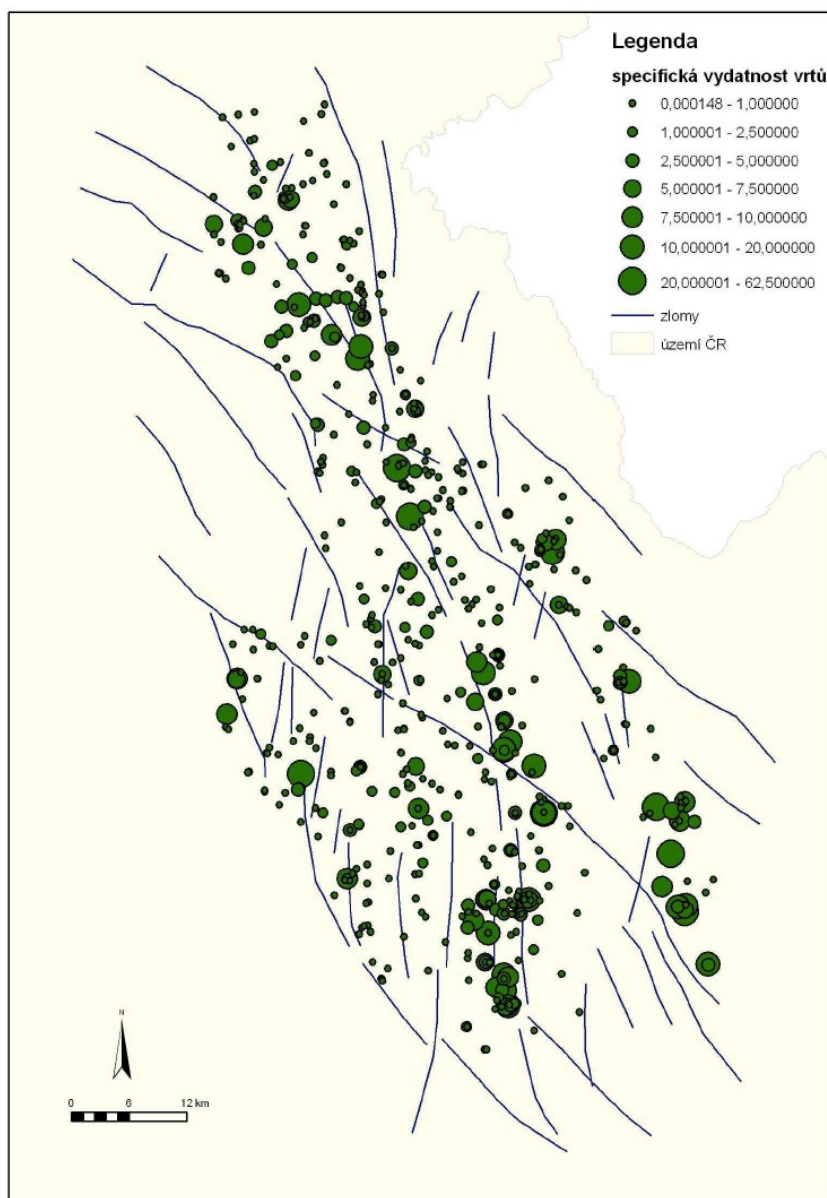 Legenda
specifická vydatnost vrtů
0,000148 - 1,000000
1,000001 - 2,500000
2,500001 - 5,000000
5,000001 - 7,500000
7,500001 - 10,000000
10,000001 - 20,000000
20,000001 - 62,500000
zlomy
území ČR
N
0 6 12 km